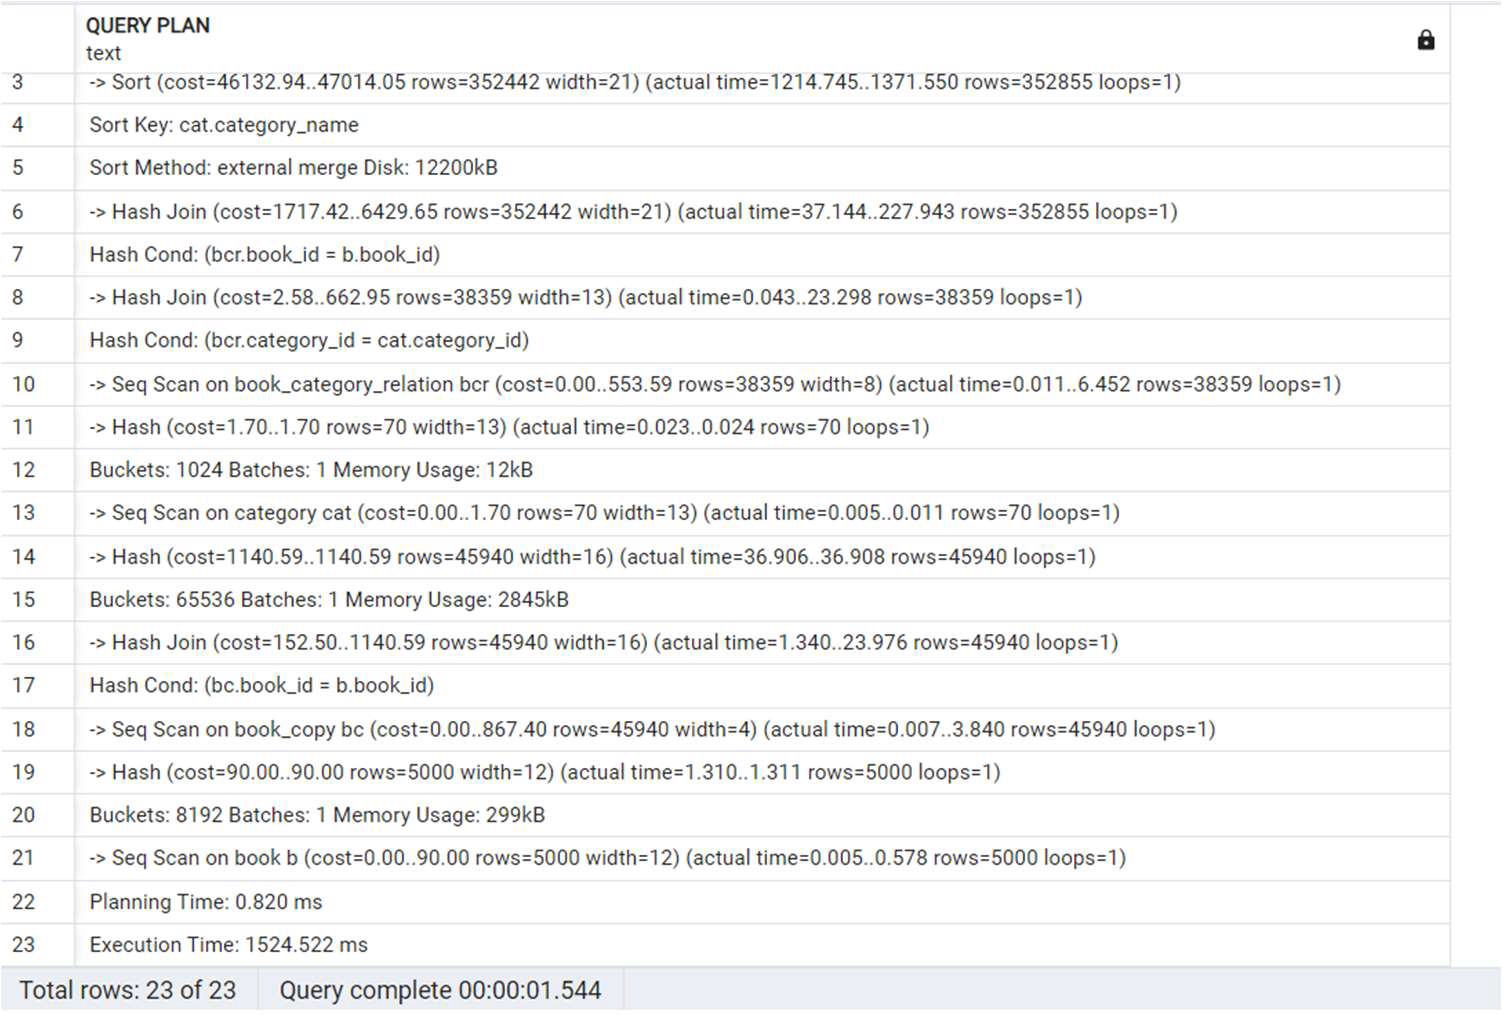 QUERY PLAN
text
3 -> Sort (cost=46132.94..47014.05 rows=352442 width=21) (actual time=1214.745..1371.550 rows=352855 loops=1)
4 Sort Key: cat.category_name
5 Sort Method: external merge Disk: 12200kB
6 -> Hash Join (cost=1717.42..6429.65 rows=352442 width=21) (actual time=37.144..227.943 rows=352855 loops=1)
7 Hash Cond: (bcr.book_id = b.book_id)
8 -> Hash Join (cost=2.58..662.95 rows=38359 width=13) (actual time=0.043..23.298 rows=38359 loops=1)
9 Hash Cond: (bcr.category_id = cat.category_id)
10 -> Seq Scan on book_category_relation bcr (cost=0.00..553.59 rows=38359 width=8) (actual time=0.011..6.452 rows=38359 loops=1)
11 -> Hash (cost=1.70..1.70 rows=70 width=13) (actual time=0.023..0.024 rows=70 loops=1)
12 Buckets: 1024 Batches: 1 Memory Usage: 12kB
13 -> Seq Scan on category cat (cost=0.00..1.70 rows=70 width=13) (actual time=0.005..0.011 rows=70 loops=1)
14 -> Hash (cost=1140.59..1140.59 rows=45940 width=16) (actual time=36.906..36.908 rows=45940 loops=1)
15 Buckets: 65536 Batches: 1 Memory Usage: 2845kB
16 -> Hash Join (cost=152.50..1140.59 rows=45940 width=16) (actual time=1.340..23.976 rows=45940 loops=1)
17 Hash Cond: (bc.book_id = b.book_id)
18 -> Seq Scan on book_copy bc (cost=0.00..867.40 rows=45940 width=4) (actual time=0.007..3.840 rows=45940 loops=1)
19 -> Hash (cost=90.00..90.00 rows=5000 width=12) (actual time=1.310..1.311 rows=5000 loops=1)
20 Buckets: 8192 Batches: 1 Memory Usage: 299kB
21 -> Seq Scan on book b (cost=0.00..90.00 rows=5000 width=12) (actual time=0.005..0.578 rows=5000 loops=1)
22 Planning Time: 0.820 ms
23 Execution Time: 1524.522 ms
Total rows: 23 of 23 Query complete 00:00:01.544